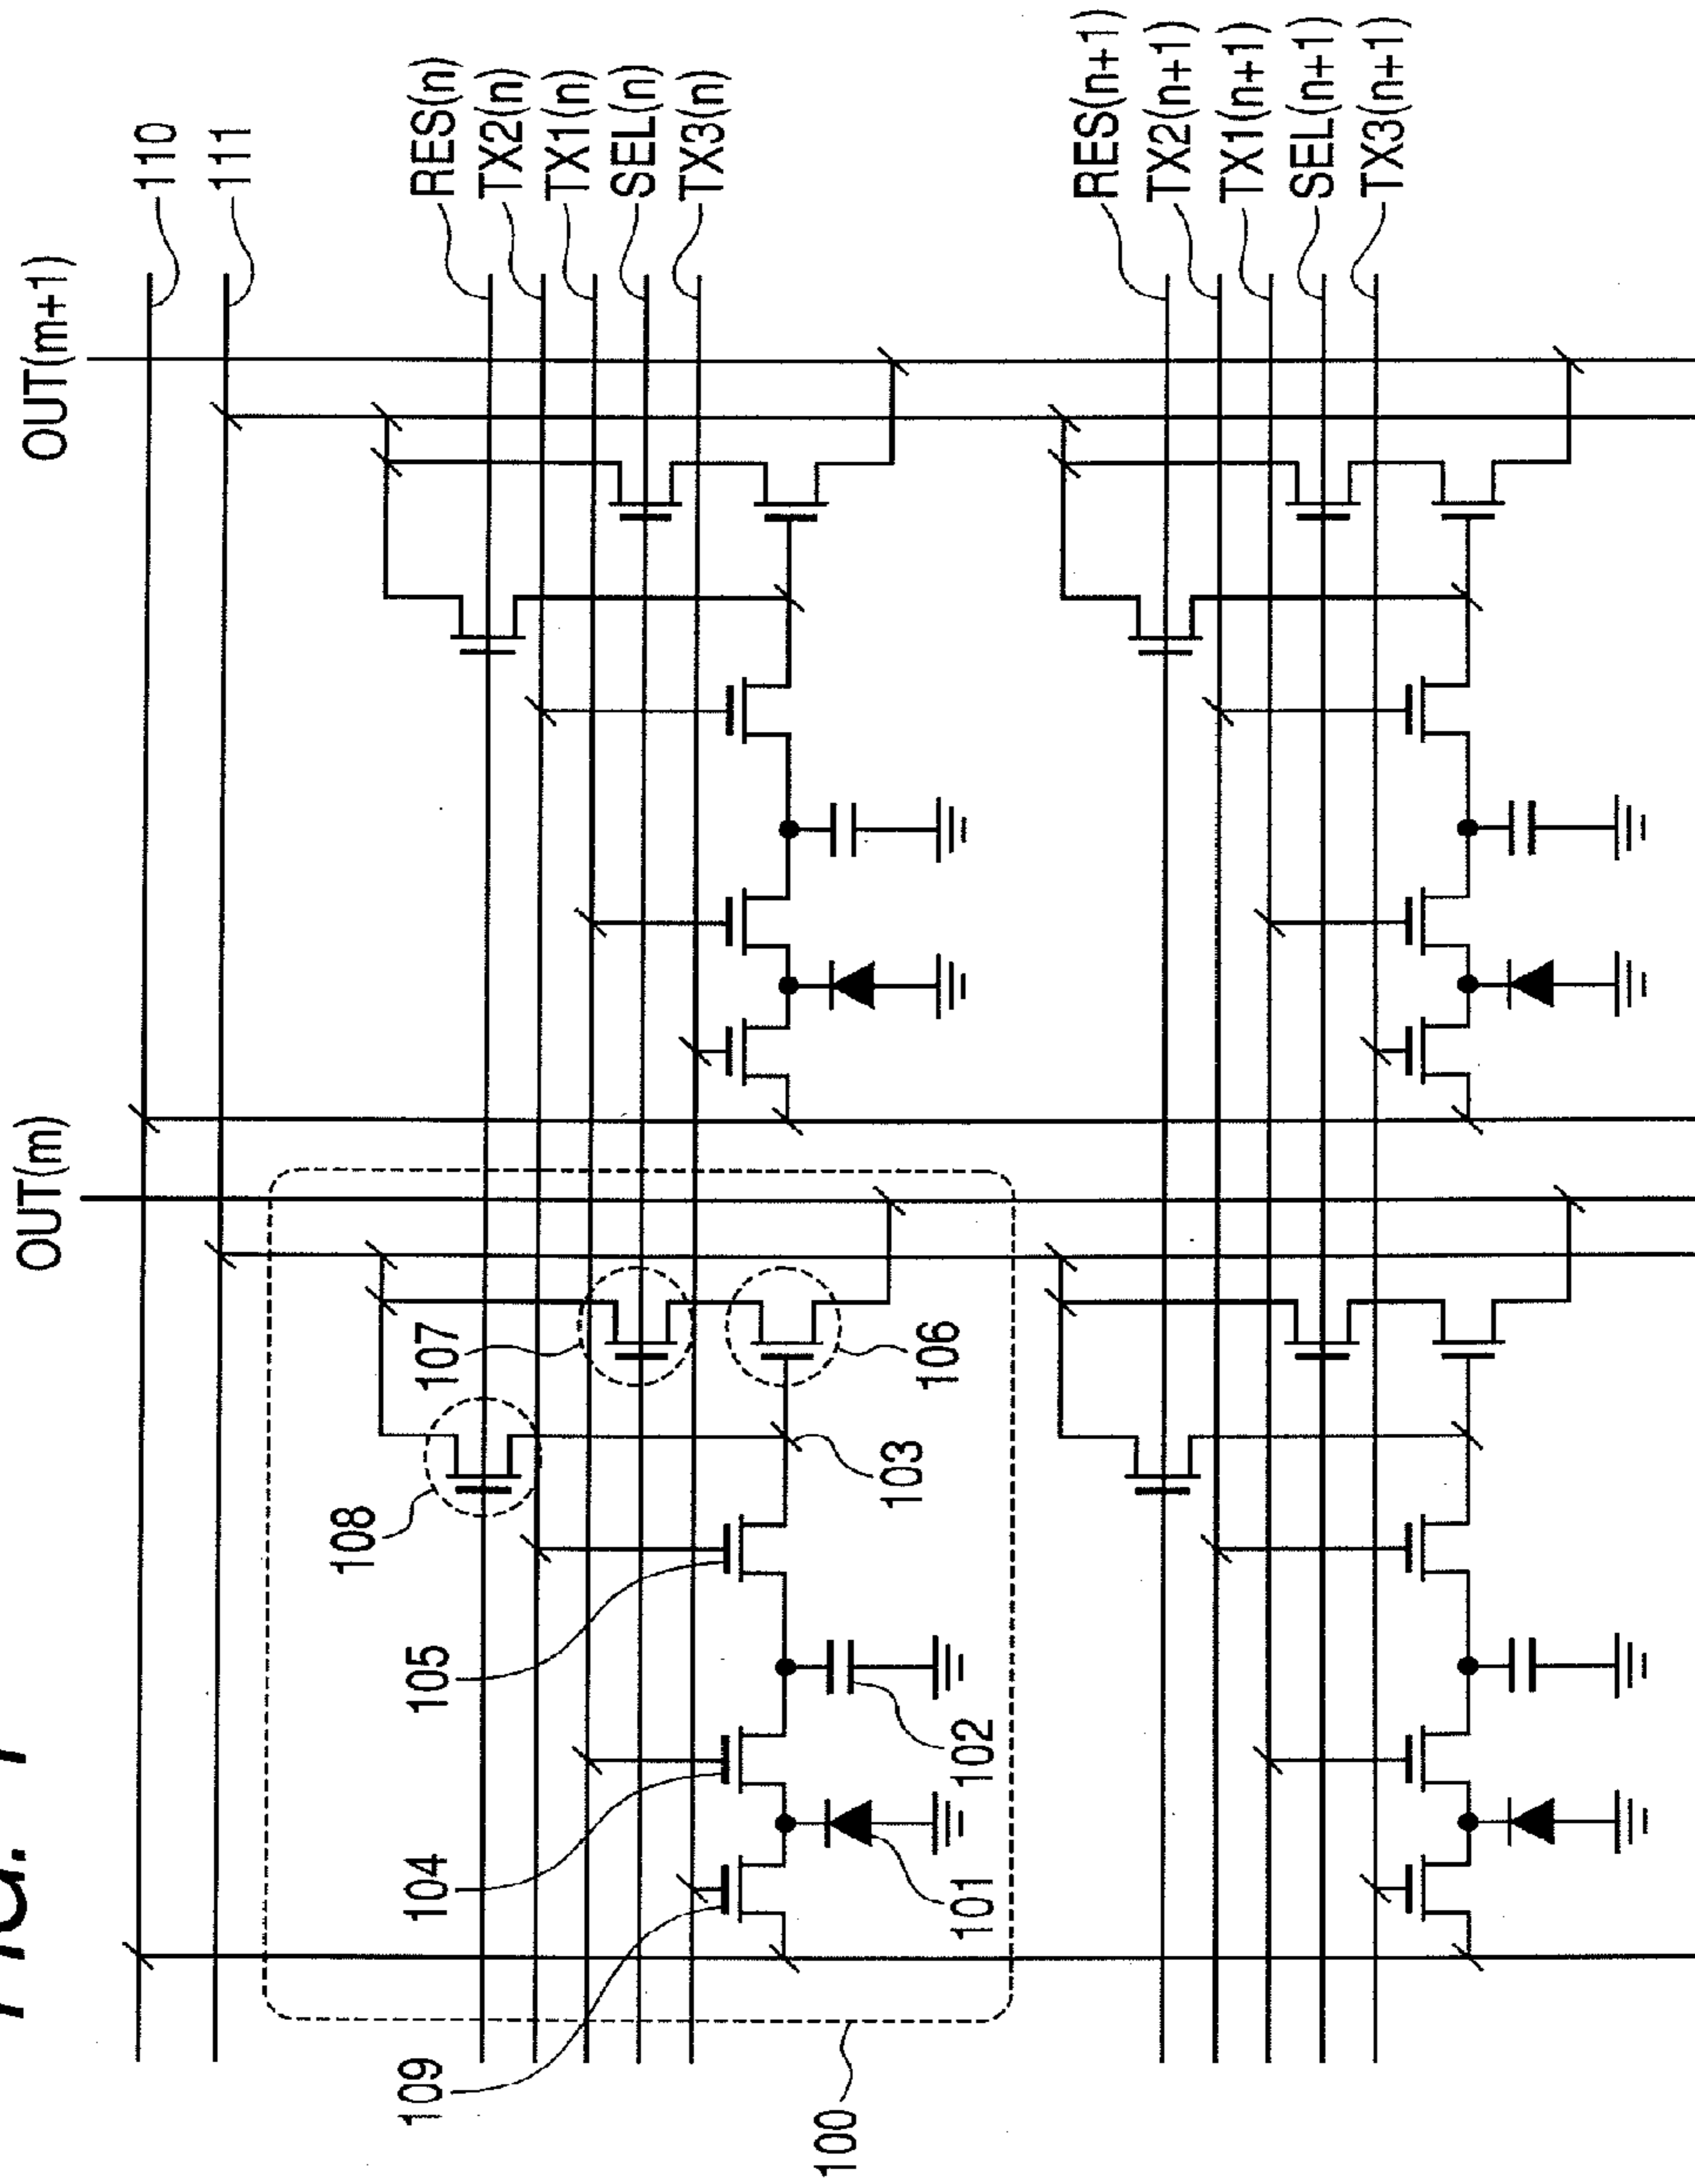 OUT(m)
OUT(m+1)
110
111
RES(n)
TX2(n)
TX1(n)
SEL(n)
TX3(n)
RES(n+1)
TX2(n+1)
TX1(n+1)
SEL(n+1)
TX3(n+1)
108
107
109
104
105
106
103
101
102
100